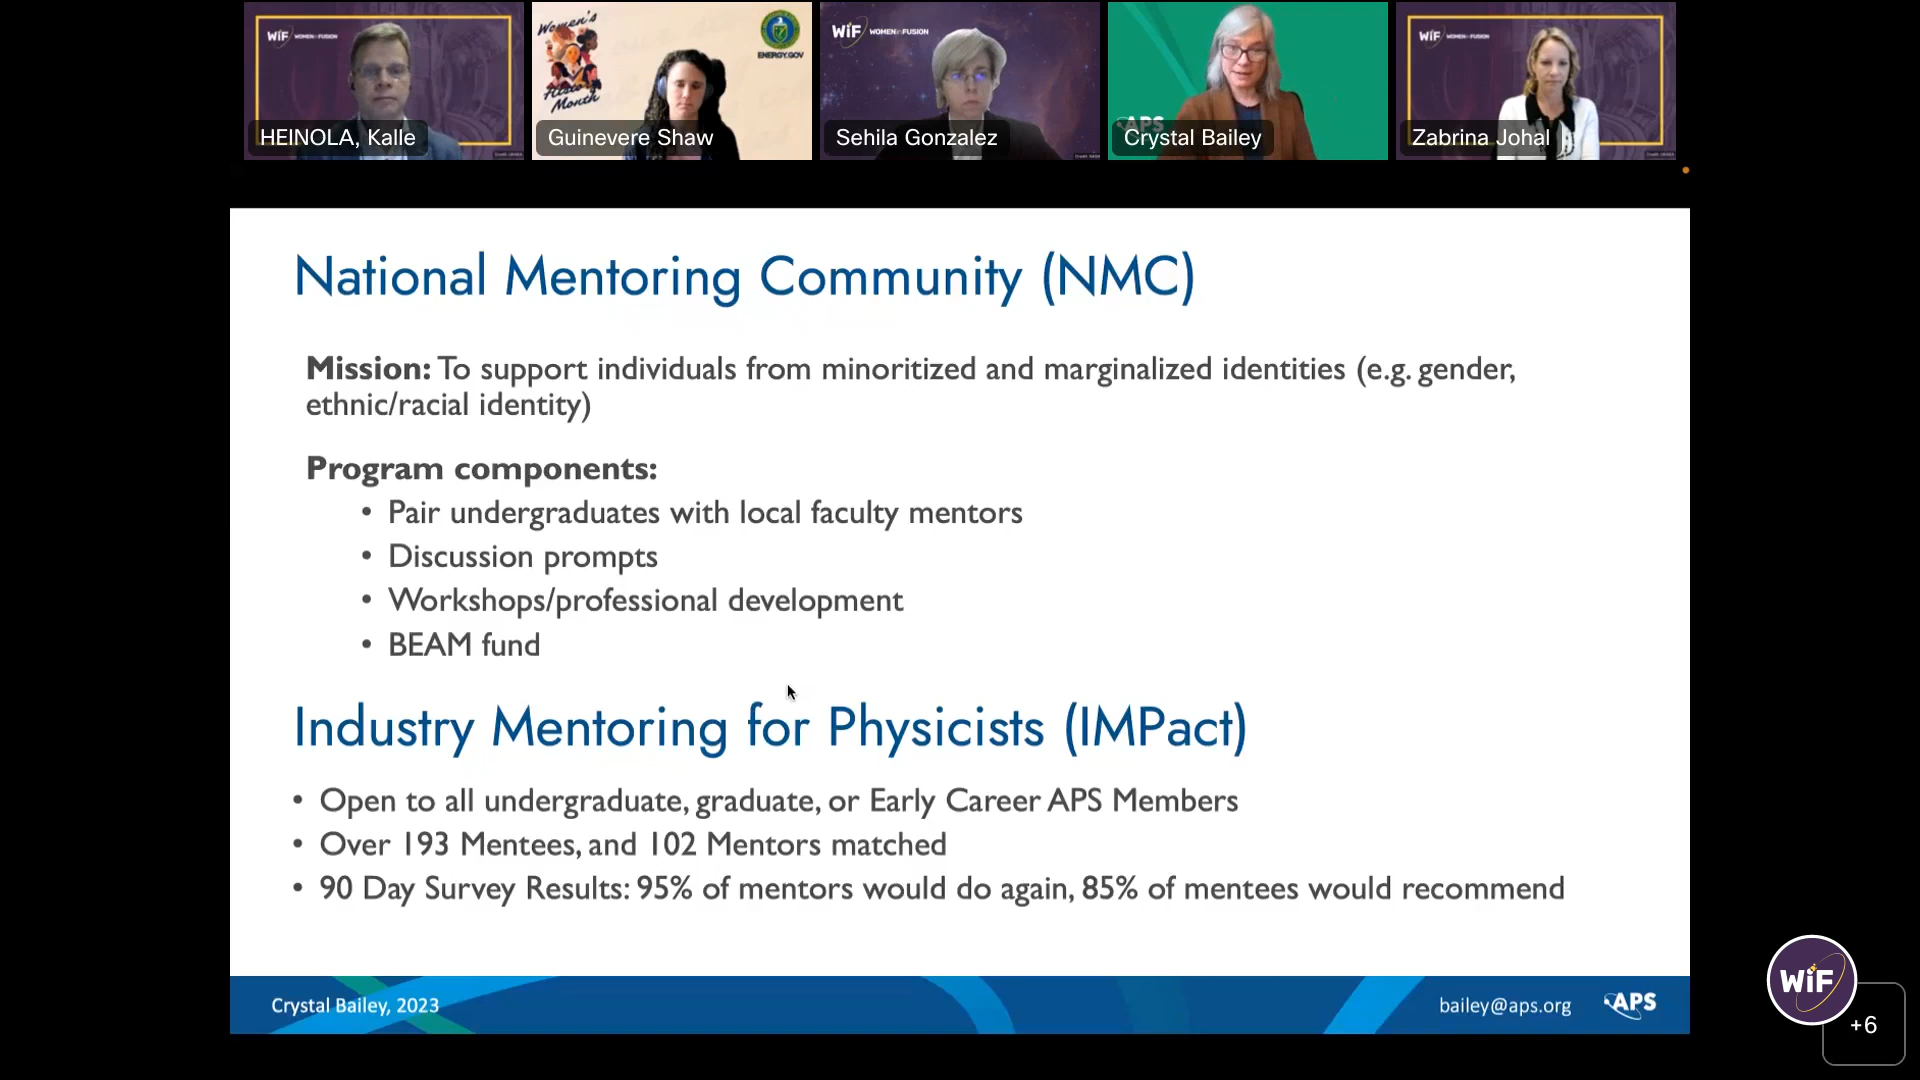 WiF WOMEN IN FUSION
HEINOLA, Kalle
Women's
History
Month
ENERGY.GOV
Guinevere Shaw
WiF WOMEN IN FUSION
Sehila Gonzalez
APS
Crystal Bailey
WiF WOMEN IN FUSION
Zabrina Johal
National Mentoring Community (NMC)
Mission: To support individuals from minoritized and marginalized identities (e.g. gender,
ethnic/racial identity)
Program components:
• Pair undergraduates with local faculty mentors
• Discussion prompts
• Workshops/professional development
• BEAM fund
Industry Mentoring for Physicists (IMPact)
• Open to all undergraduate, graduate, or Early Career APS Members
• Over 193 Mentees, and 102 Mentors matched
• 90 Day Survey Results: 95% of mentors would do again, 85% of mentees would recommend
Crystal Bailey, 2023
bailey@aps.org
APS
WiF
+6